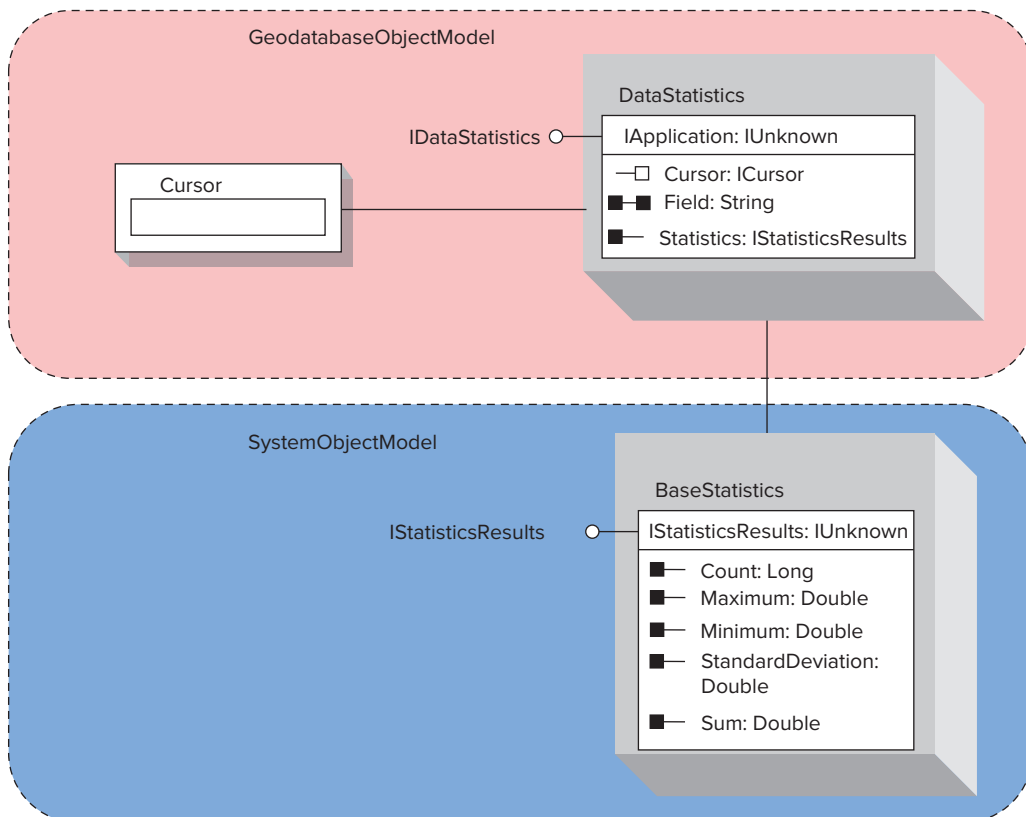 GeodatabaseObjectModel
DataStatistics
IDataStatistics
IApplication: IUnknown
Cursor: ICursor
Field: String
Statistics: IStatisticsResults
Cursor
SystemObjectModel
BaseStatistics
IStatisticsResults
IStatisticsResults: IUnknown
Count: Long
Maximum: Double
Minimum: Double
StandardDeviation:
Double
Sum: Double